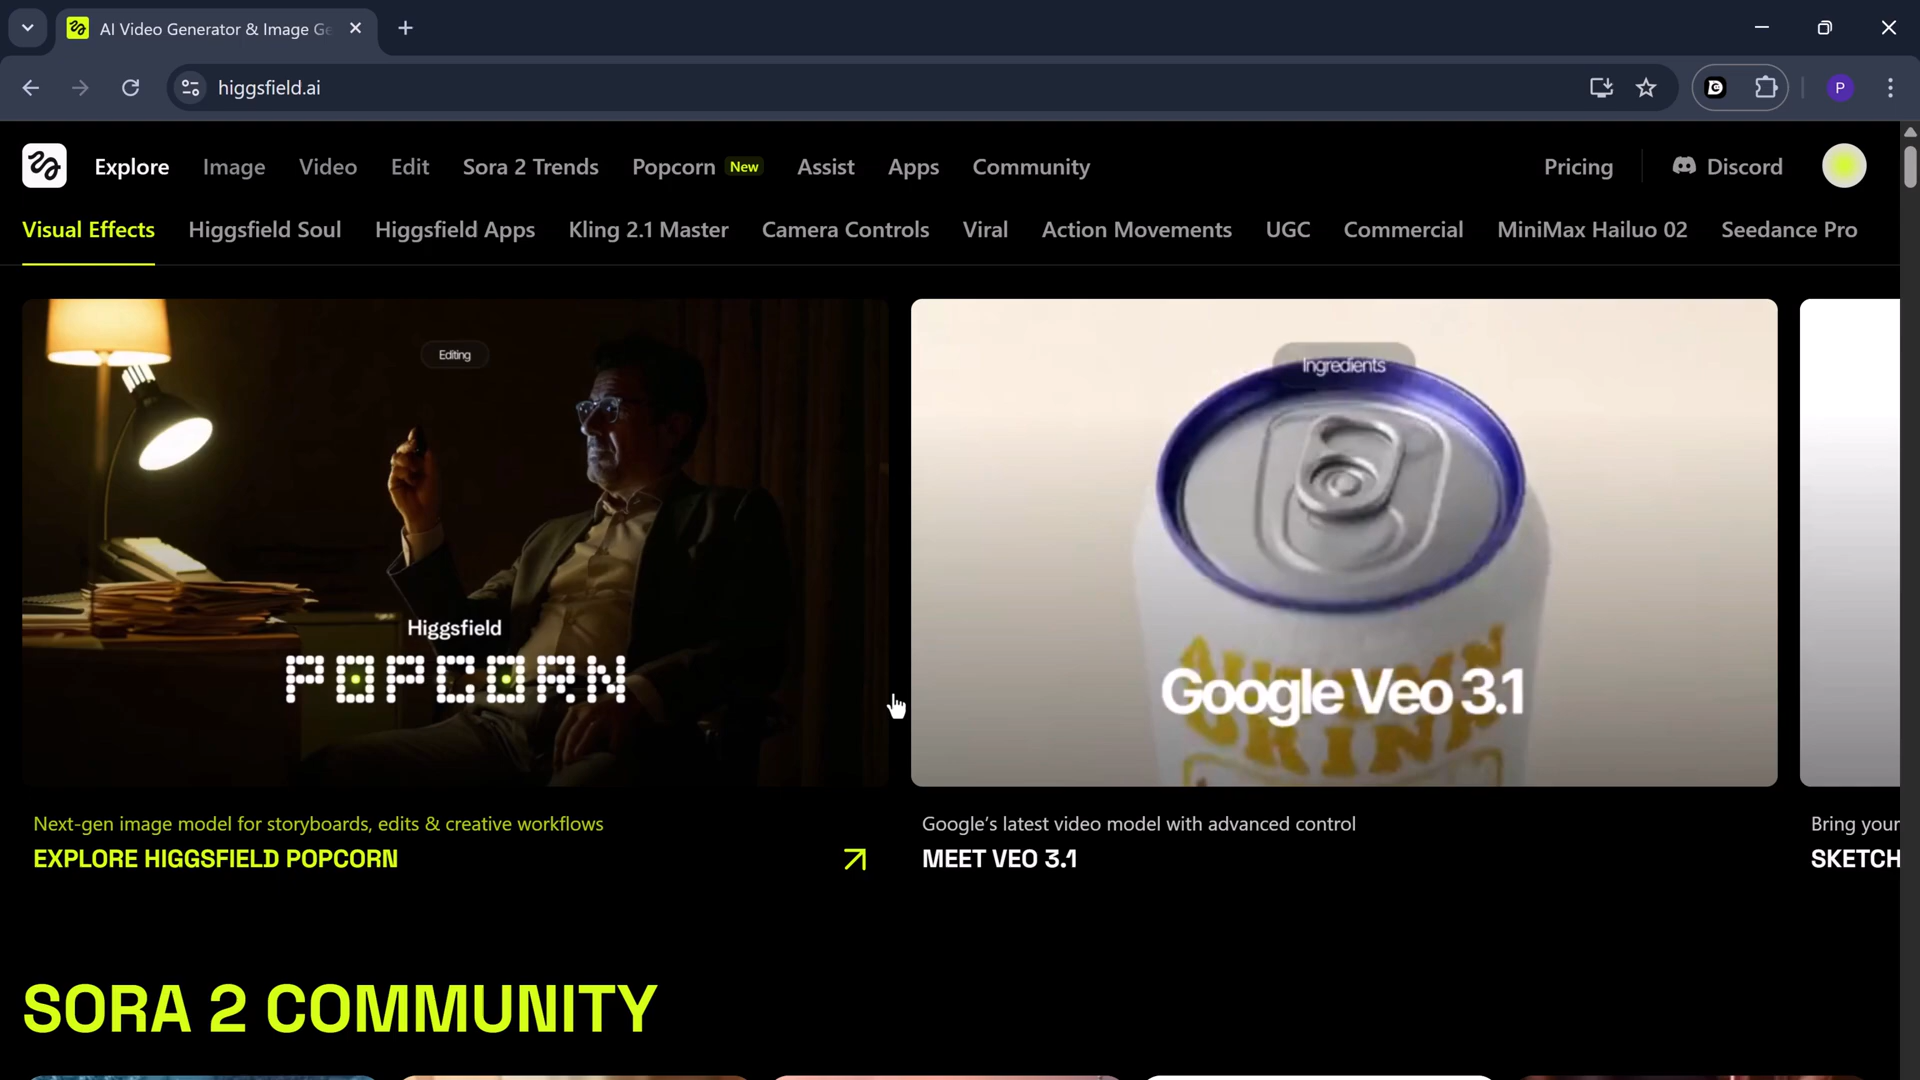 AI Video Generator & Image Ge
higgsfield.ai
P
Explore Image Video Edit Sora 2 Trends Popcorn New Assist Apps Community Pricing Discord
Visual Effects Higgsfield Soul Higgsfield Apps Kling 2.1 Master Camera Controls Viral Action Movements UGC Commercial MiniMax Hailuo 02 Seedance Pro
Editing
Higgsfield
POPCORN
Next-gen image model for storyboards, edits & creative workflows
EXPLORE HIGGSFIELD POPCORN
Ingredients
Google Veo 3.1
AUTUMN
DRINK
Google’s latest video model with advanced control
MEET VEO 3.1
Bring your
SKETCH
SORA 2 COMMUNITY